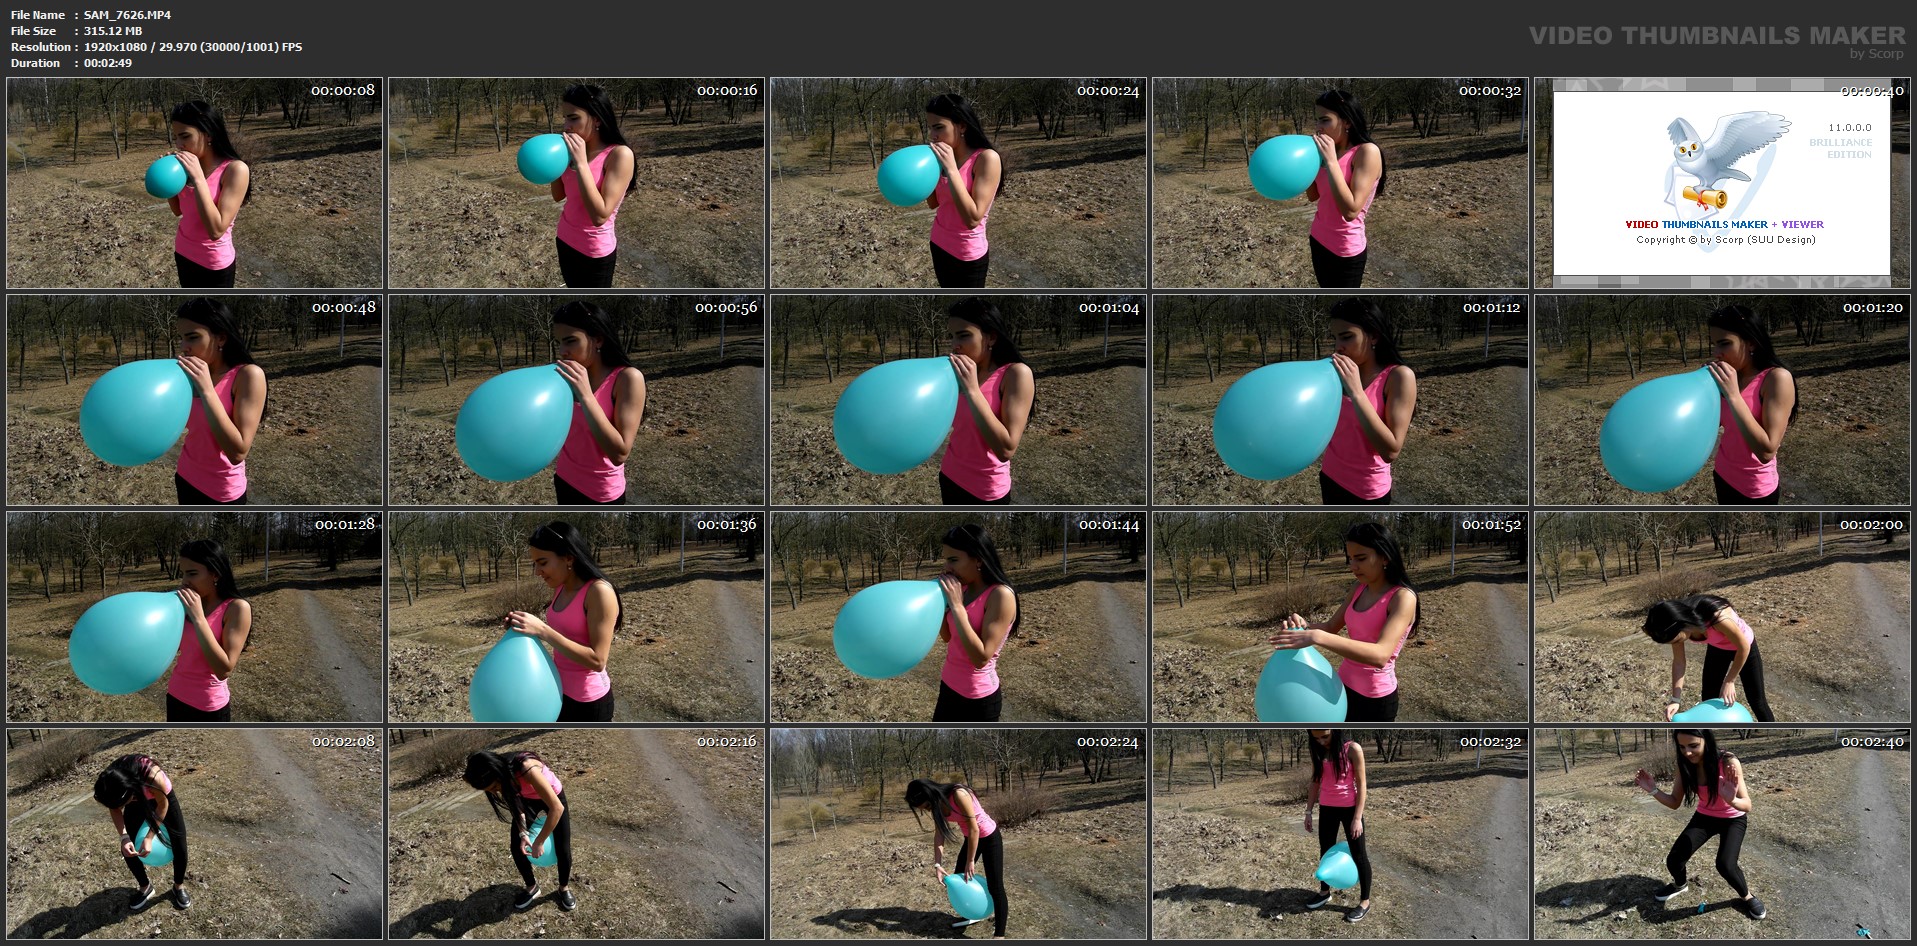 File Name : SAM_7626.MP4
File Size : 315.12 MB
Resolution : 1920x1080 / 29.970 (30000/1001) FPS
Duration : 00:02:49
VIDEO THUMBNAILS MAKER
by Scorp
00:00:08
00:00:16
00:00:24
00:00:32
00:00:40
11.0.0.0
BRILLIANCE
EDITION
VIDEO THUMBNAILS MAKER + VIEWER
Copyright © by Scorp (SUU Design)
00:00:48
00:00:56
00:01:04
00:01:12
00:01:20
00:01:28
00:01:36
00:01:44
00:01:52
00:02:00
00:02:08
00:02:16
00:02:24
00:02:32
00:02:40